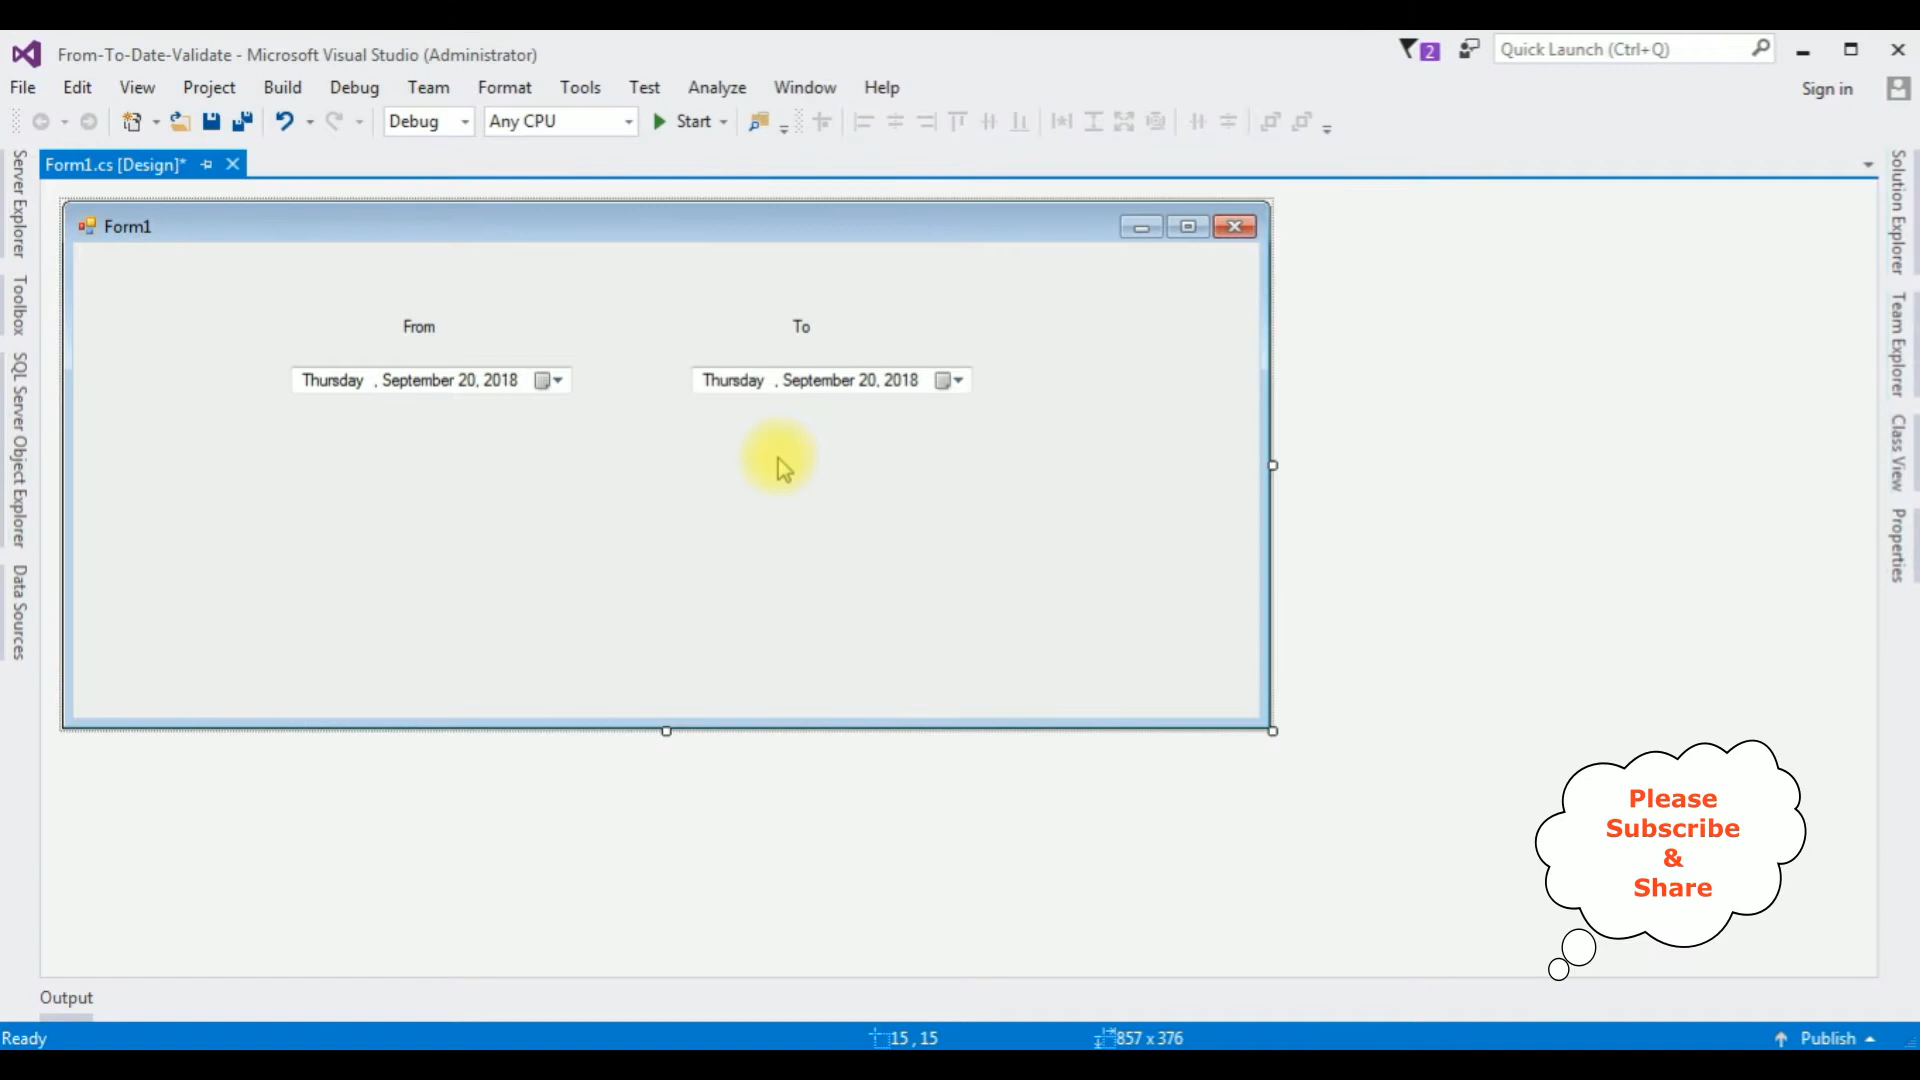 From-To-Date-Validate - Microsoft Visual Studio (Administrator)
2
Quick Launch (Ctrl+Q)
File Edit View Project Build Debug Team Format Tools Test Analyze Window Help
Sign in
Debug
Any CPU
Start
Form1.cs [Design]*
Server Explorer
Toolbox
SQL Server Object Explorer
Data Sources
Form1
From
To
Thursday , September 20, 2018
Thursday , September 20, 2018
Solution Explorer
Team Explorer
Class View
Properties
Please
Subscribe
&
Share
Output
Ready
15 , 15
857 x 376
Publish